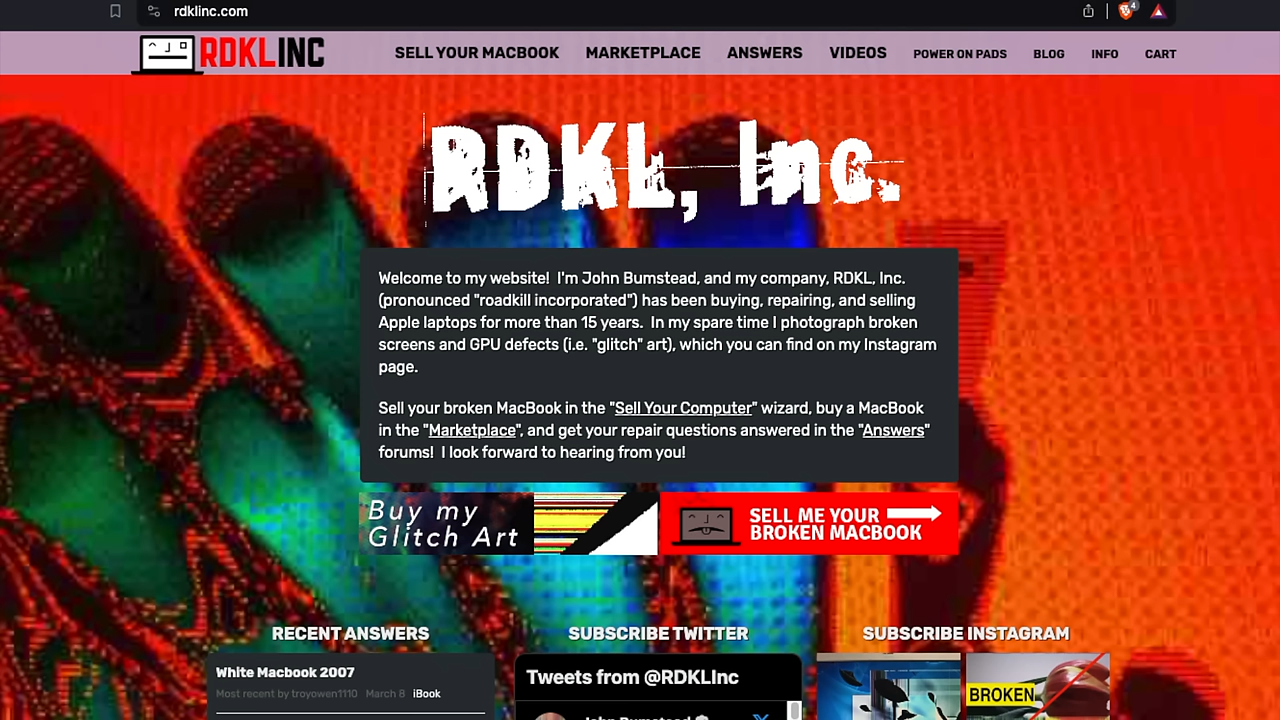 rdklinc.com
4
RDKLINC
SELL YOUR MACBOOK MARKETPLACE ANSWERS VIDEOS POWER ON PADS BLOG INFO CART
RDKL, Inc.
Welcome to my website! I'm John Bumstead, and my company, RDKL, Inc.
(pronounced "roadkill incorporated") has been buying, repairing, and selling
Apple laptops for more than 15 years. In my spare time I photograph broken
screens and GPU defects (i.e. "glitch" art), which you can find on my Instagram
page.
Sell your broken MacBook in the "Sell Your Computer" wizard, buy a MacBook
in the "Marketplace", and get your repair questions answered in the "Answers"
forums! I look forward to hearing from you!
Buy my
Glitch Art
SELL ME YOUR
BROKEN MACBOOK
RECENT ANSWERS
SUBSCRIBE TWITTER
SUBSCRIBE INSTAGRAM
White Macbook 2007
Most recent by troyowen1110 March 8 iBook
Tweets from @RDKLInc
John Bumstead
BROKEN